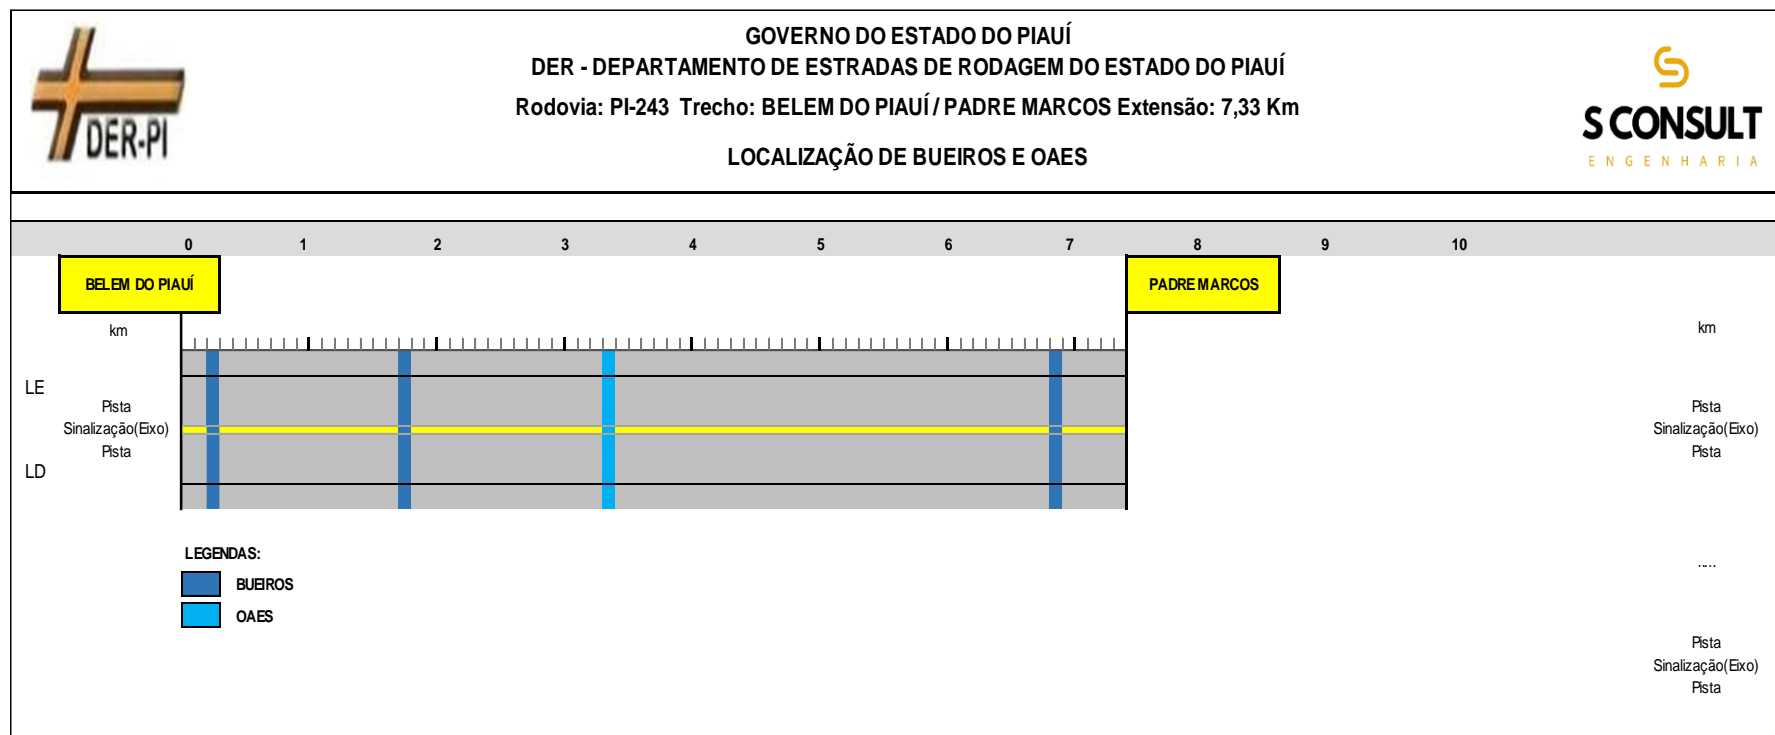 GOVERNO DO ESTADO DO PIAUÍ
DER - DEPARTAMENTO DE ESTRADAS DE RODAGEM DO ESTADO DO PIAUÍ
Rodovia: PI-243 Trecho: BELEM DO PIAUÍ / PADRE MARCOS Extensão: 7,33 Km
LOCALIZAÇÃO DE BUEIROS E OAES
DER-PI
S CONSULT
ENGENHARIA
0 1 2 3 4 5 6 7 8 9 10
BELEM DO PIAUÍ
PADRE MARCOS
km
km
LE
Pista
Pista
Sinalização(Eixo)
Sinalização(Eixo)
Pista
Pista
LD
LEGENDAS:
BUEIROS
OAES
Pista
Sinalização(Eixo)
Pista